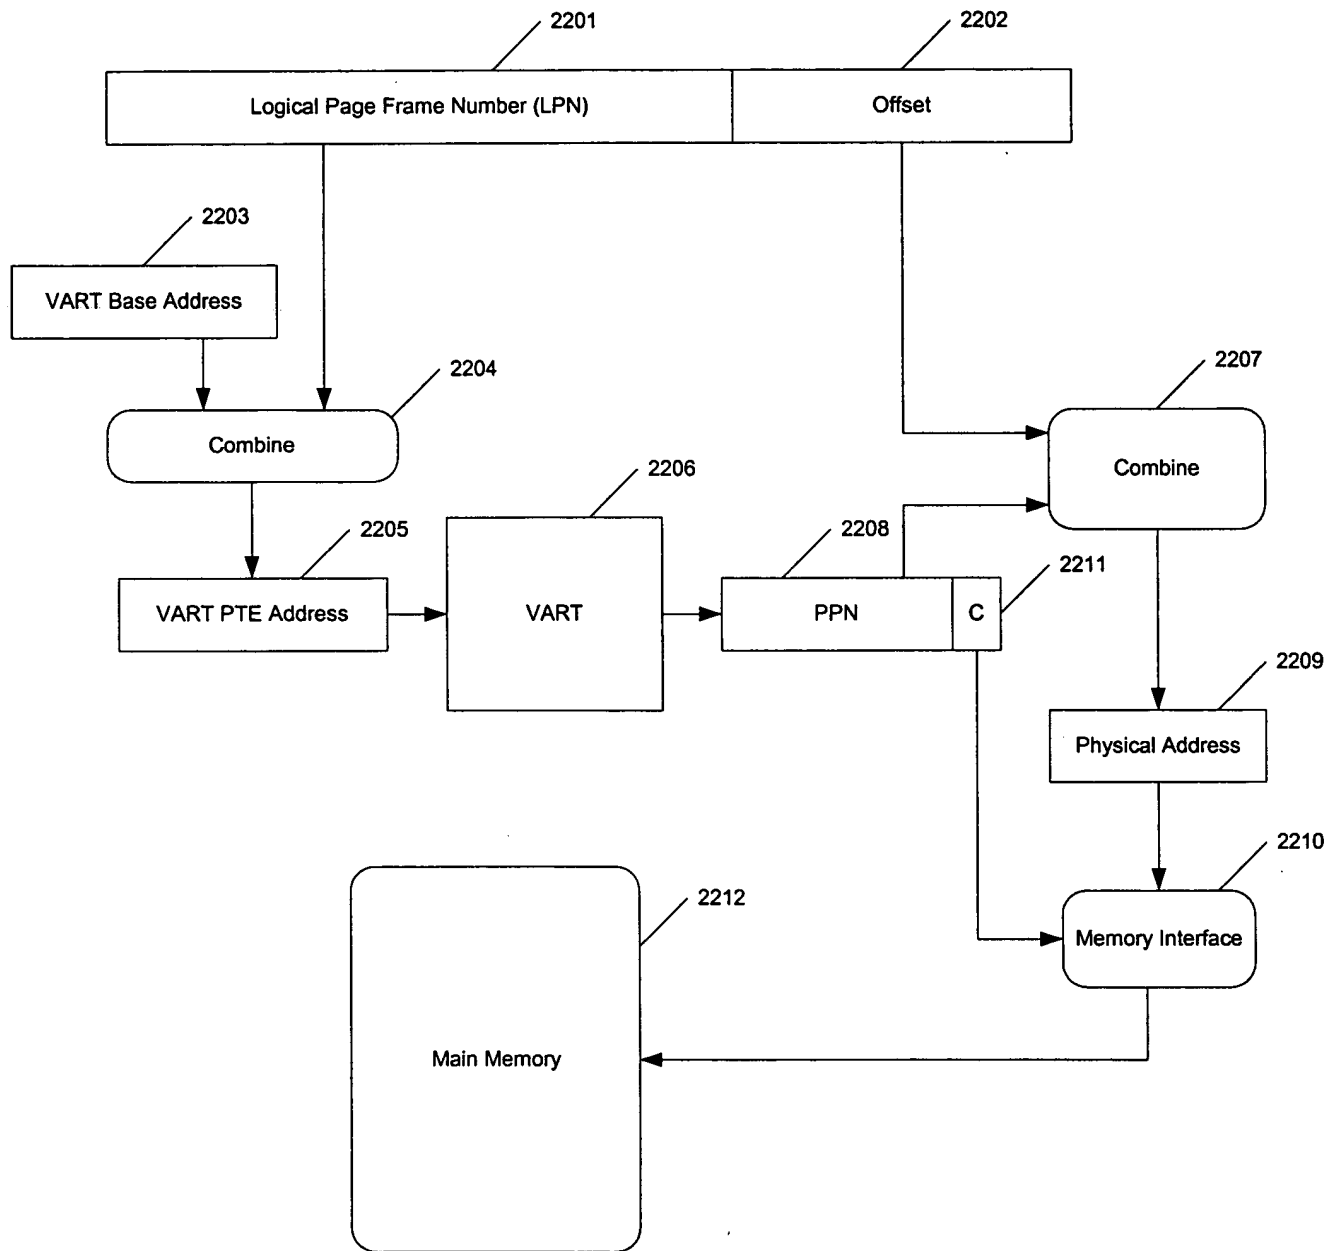 2201
2202
Logical Page Frame Number (LPN)
Offset
2203
VART Base Address
2204
Combine
2207
Combine
2206
2205
VART PTE Address
VART
2208
PPN
C
2211
2209
Physical Address
2210
Memory Interface
2212
Main Memory